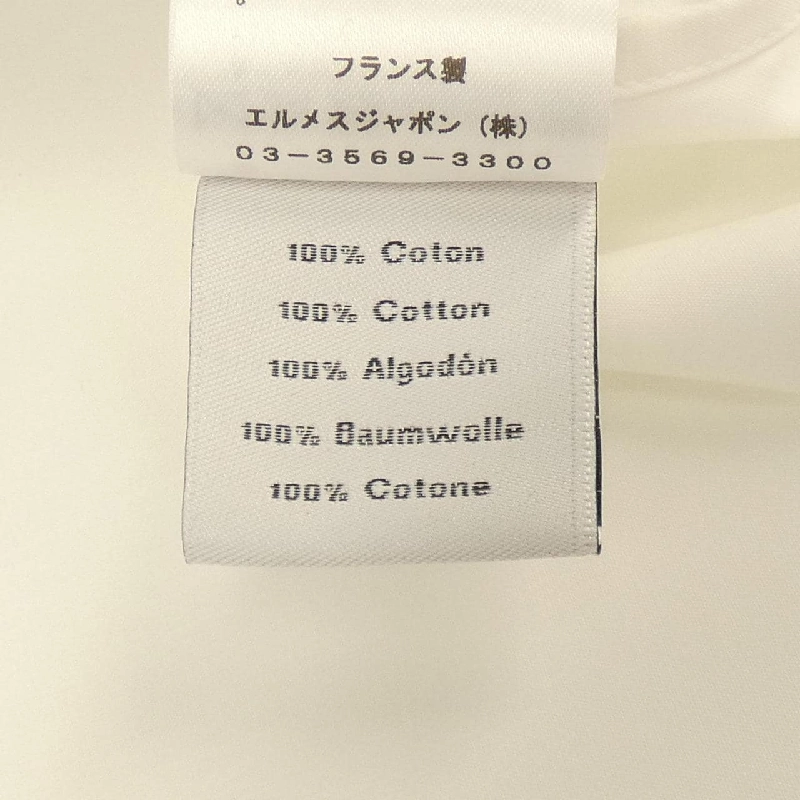 フランス製
エルメスジャポン（株）
03-3569-3300
100% Coton
100% Cotton
100% Algodón
100% Baumwolle
100% Cotone